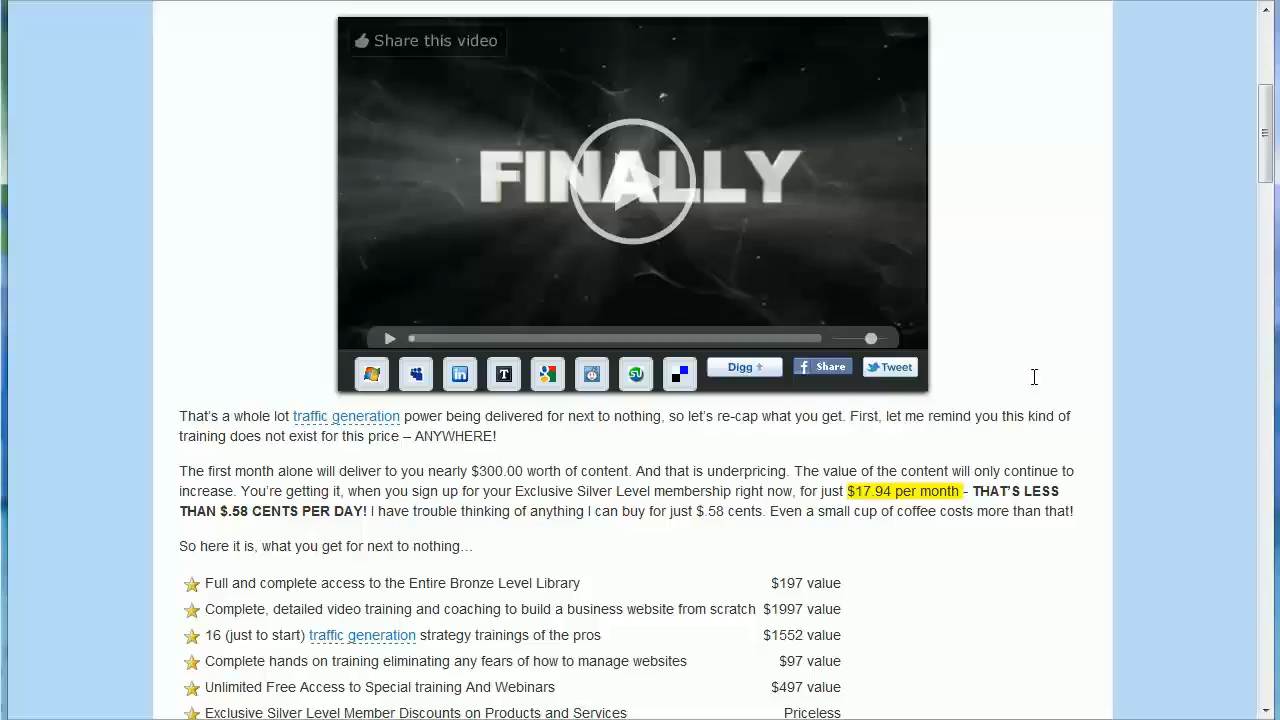 Share this video
FINALLY
T
Digg
f Share
Tweet
That's a whole lot traffic generation power being delivered for next to nothing, so let's re-cap what you get. First, let me remind you this kind of
training does not exist for this price – ANYWHERE!
The first month alone will deliver to you nearly $300.00 worth of content. And that is underpricing. The value of the content will only continue to
increase. You're getting it, when you sign up for your Exclusive Silver Level membership right now, for just $17.94 per month - THAT'S LESS
THAN $.58 CENTS PER DAY! I have trouble thinking of anything I can buy for just $.58 cents. Even a small cup of coffee costs more than that!
So here it is, what you get for next to nothing…
Full and complete access to the Entire Bronze Level Library $197 value
Complete, detailed video training and coaching to build a business website from scratch $1997 value
16 (just to start) traffic generation strategy trainings of the pros $1552 value
Complete hands on training eliminating any fears of how to manage websites $97 value
Unlimited Free Access to Special training And Webinars $497 value
Exclusive Silver Level Member Discounts on Products and Services Priceless